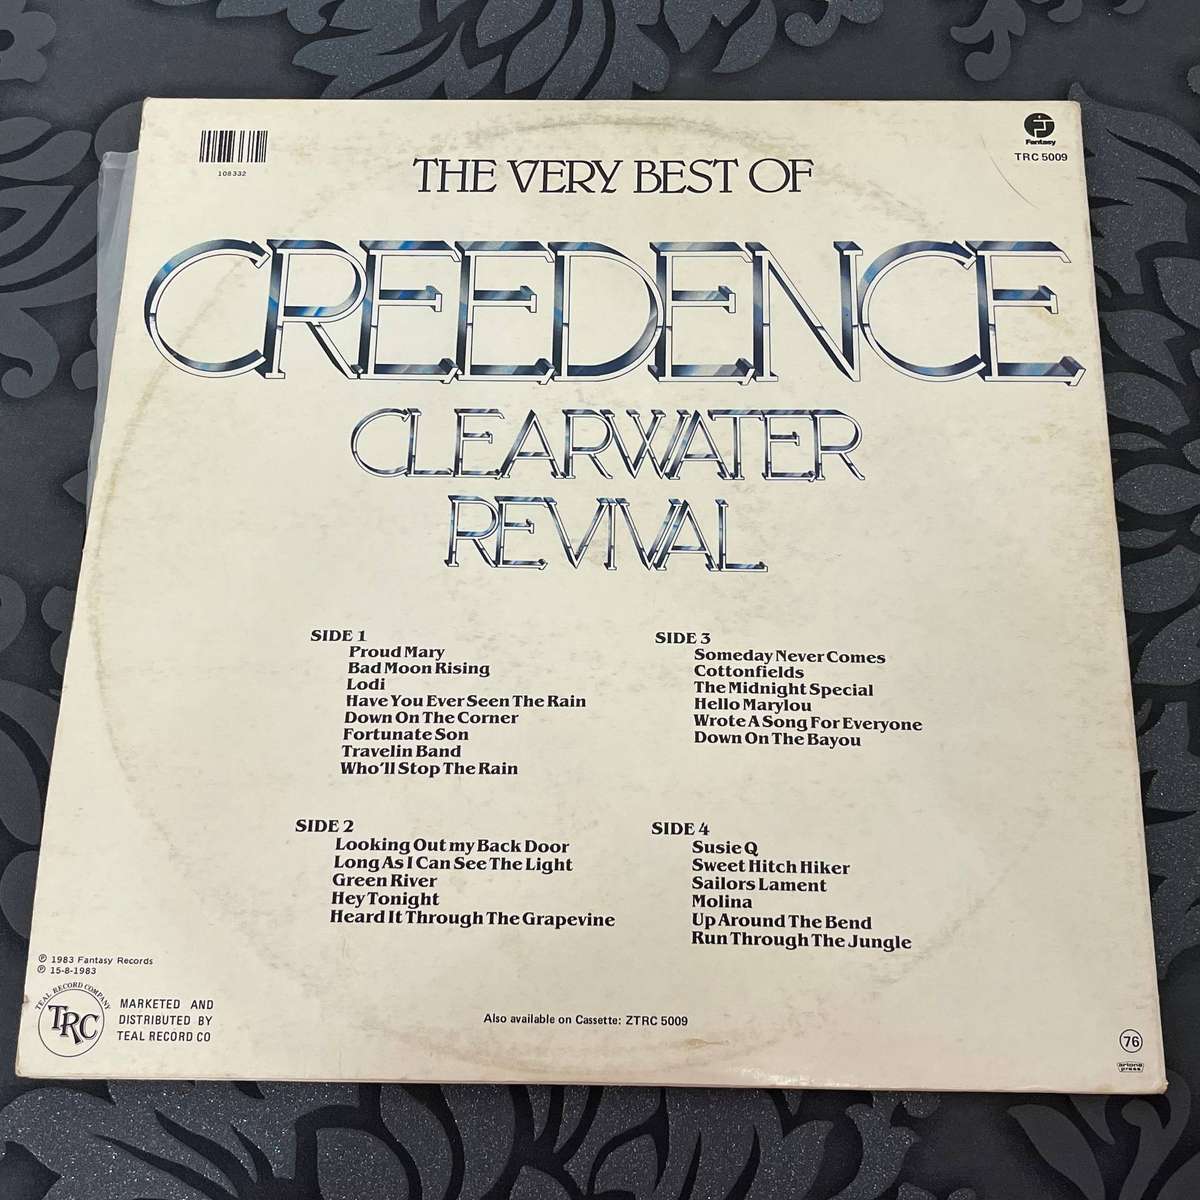 108332
Fantasy
TRC 5009
THE VERY BEST OF
CREEDENCE
CLEARWATER
REVIVAL
SIDE 1
Proud Mary
Bad Moon Rising
Lodi
Have You Ever Seen The Rain
Down On The Corner
Fortunate Son
Travelin Band
Who'll Stop The Rain
SIDE 2
Looking Out my Back Door
Long As I Can See The Light
Green River
Hey Tonight
Heard It Through The Grapevine
SIDE 3
Someday Never Comes
Cottonfields
The Midnight Special
Hello Marylou
Wrote A Song For Everyone
Down On The Bayou
SIDE 4
Susie Q
Sweet Hitch Hiker
Sailors Lament
Molina
Up Around The Bend
Run Through The Jungle
℗ 1983 Fantasy Records
℗ 15-8-1983
TEAL RECORD COMPANY
TRC
MARKETED AND
DISTRIBUTED BY
TEAL RECORD CO
Also available on Cassette: ZTRC 5009
76
artone
press